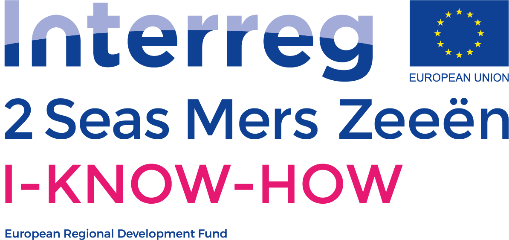 Interreg
EUROPEAN UNION
2 Seas Mers Zeeën
I-KNOW-HOW
European Regional Development Fund